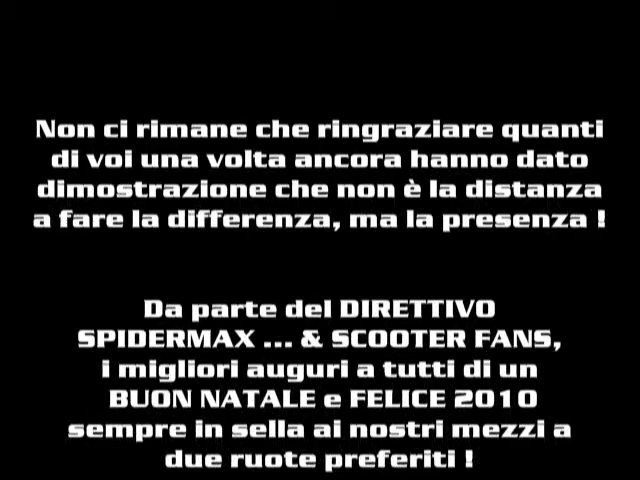 Non ci rimane che ringraziare quanti
di voi una volta ancora hanno dato
dimostrazione che non è la distanza
a fare la differenza, ma la presenza !
Da parte del DIRETTIVO
SPIDERMAX ... & SCOOTER FANS,
i migliori auguri a tutti di un
BUON NATALE e FELICE 2010
sempre in sella ai nostri mezzi a
due ruote preferiti !